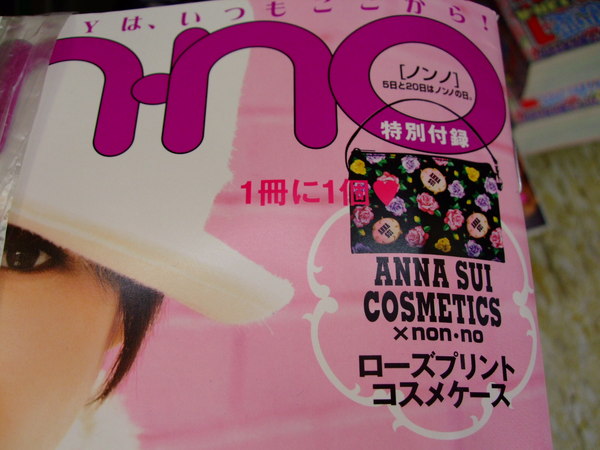 Yは、いつもここから!
n·no
[ノンノ]
5日と20日はノンノの日。
特別付録
1冊に1個♥
ANNA SUI
COSMETICS
×non·no
ローズプリント
コスメケース